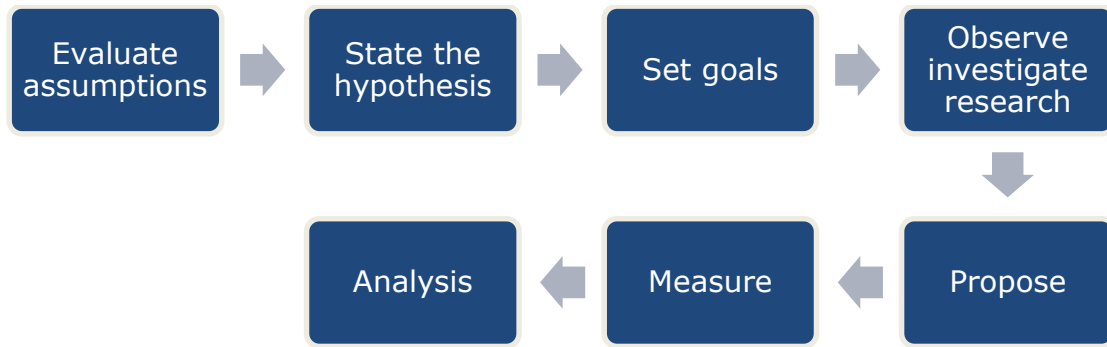 Evaluate
assumptions
State the
hypothesis
Set goals
Observe
investigate
research
Propose
Measure
Analysis